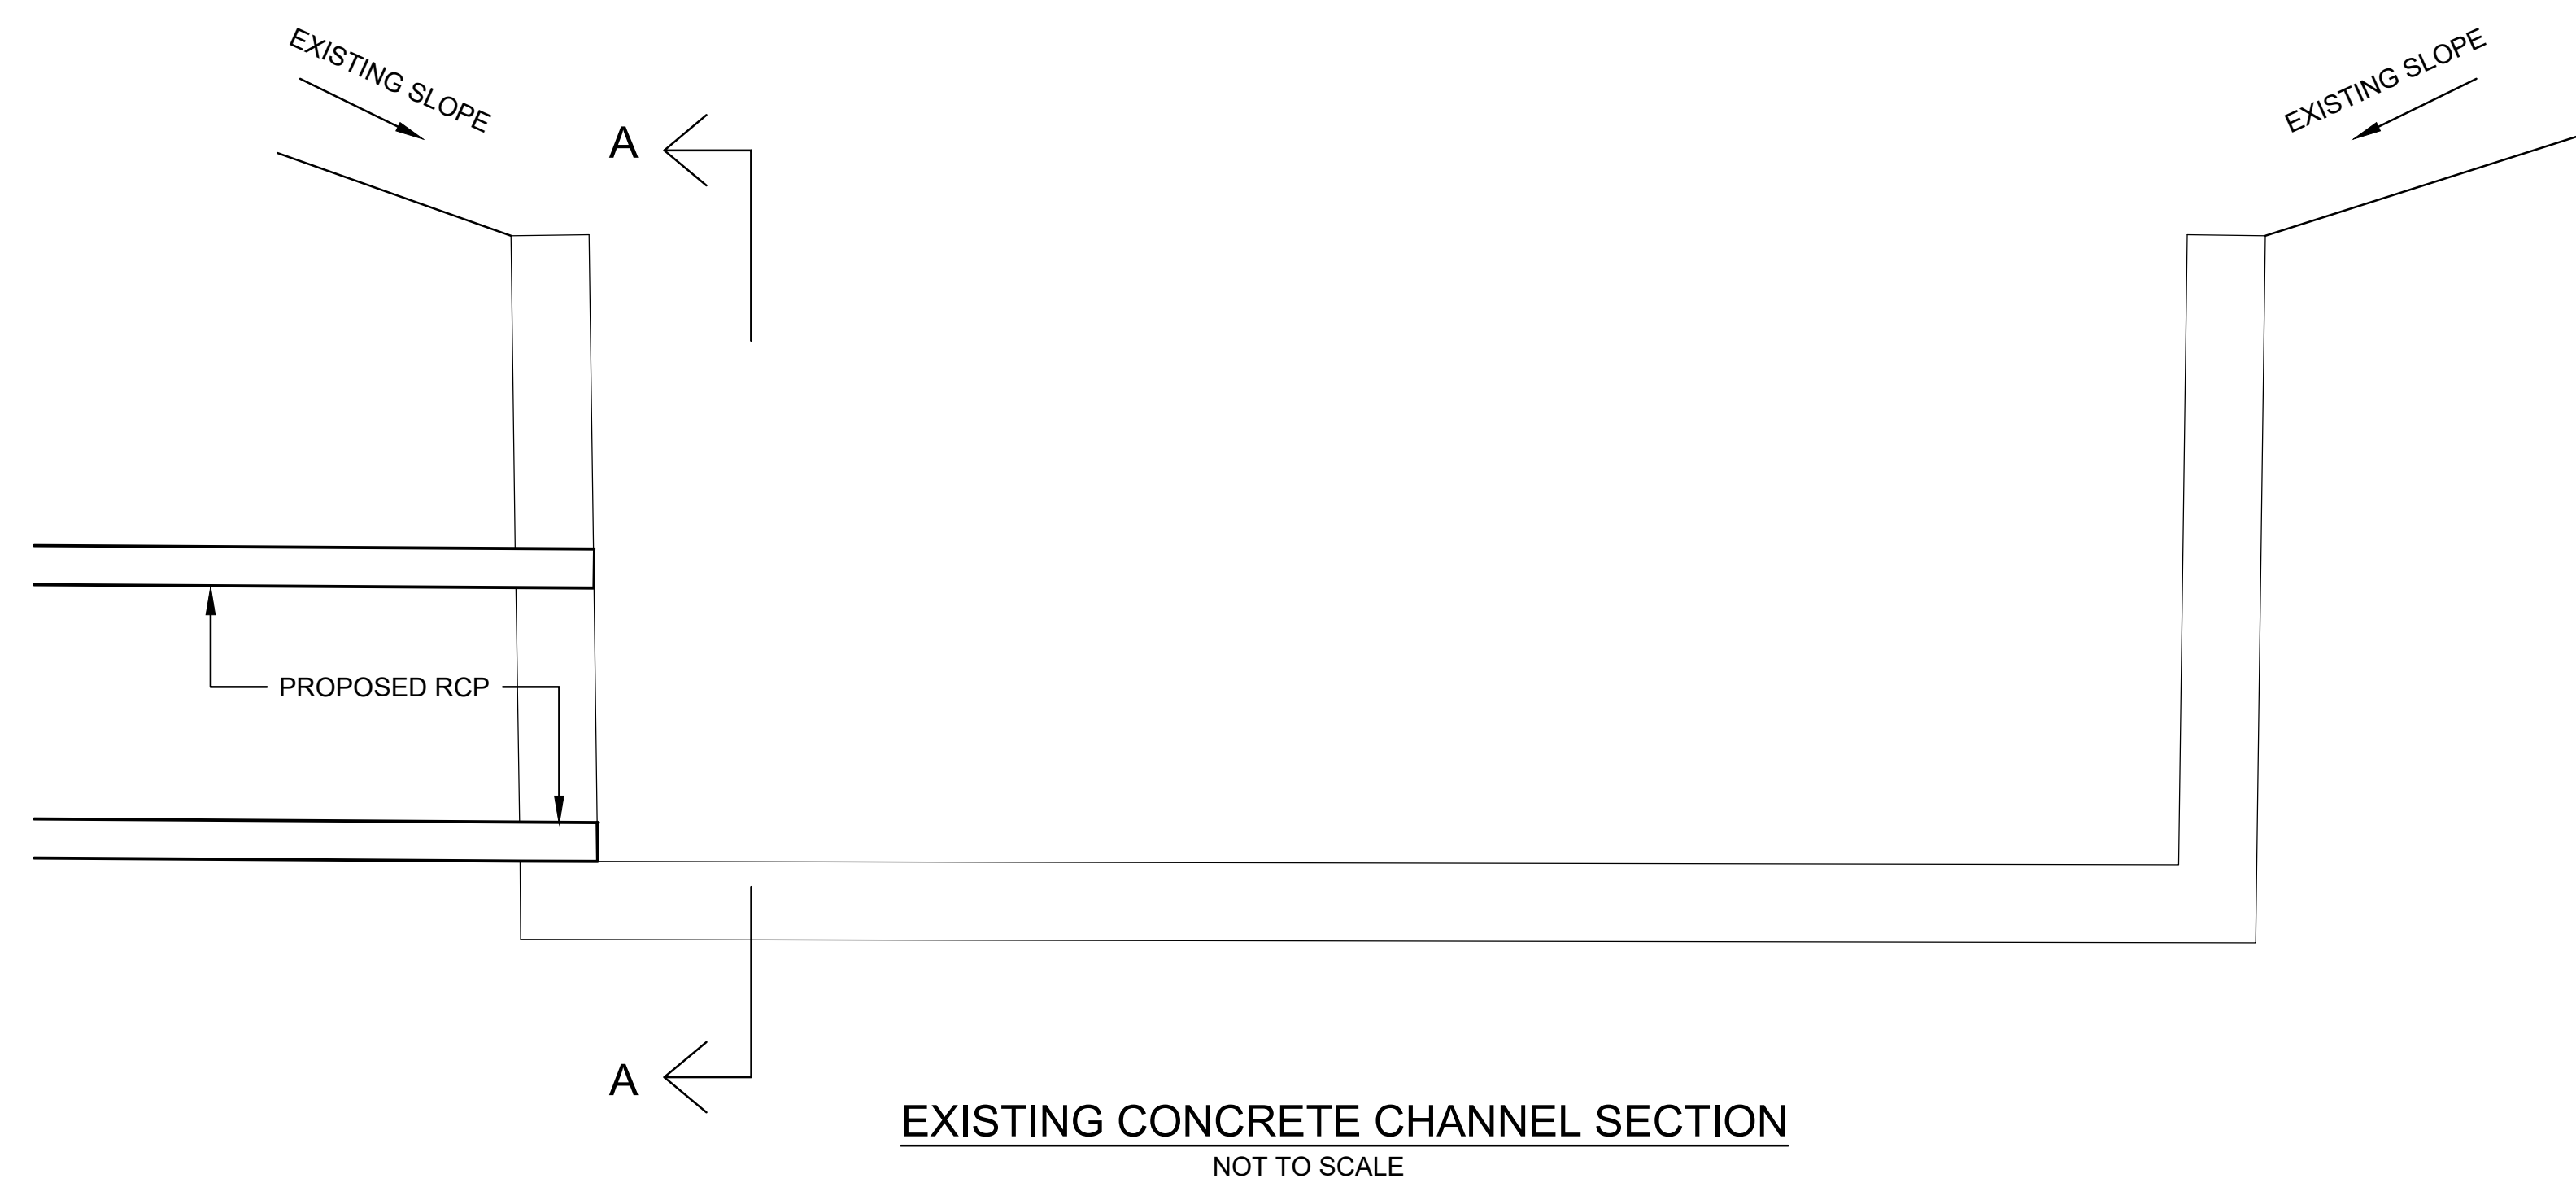 EXISTING SLOPE
EXISTING SLOPE
A
PROPOSED RCP
A
EXISTING CONCRETE CHANNEL SECTION
NOT TO SCALE